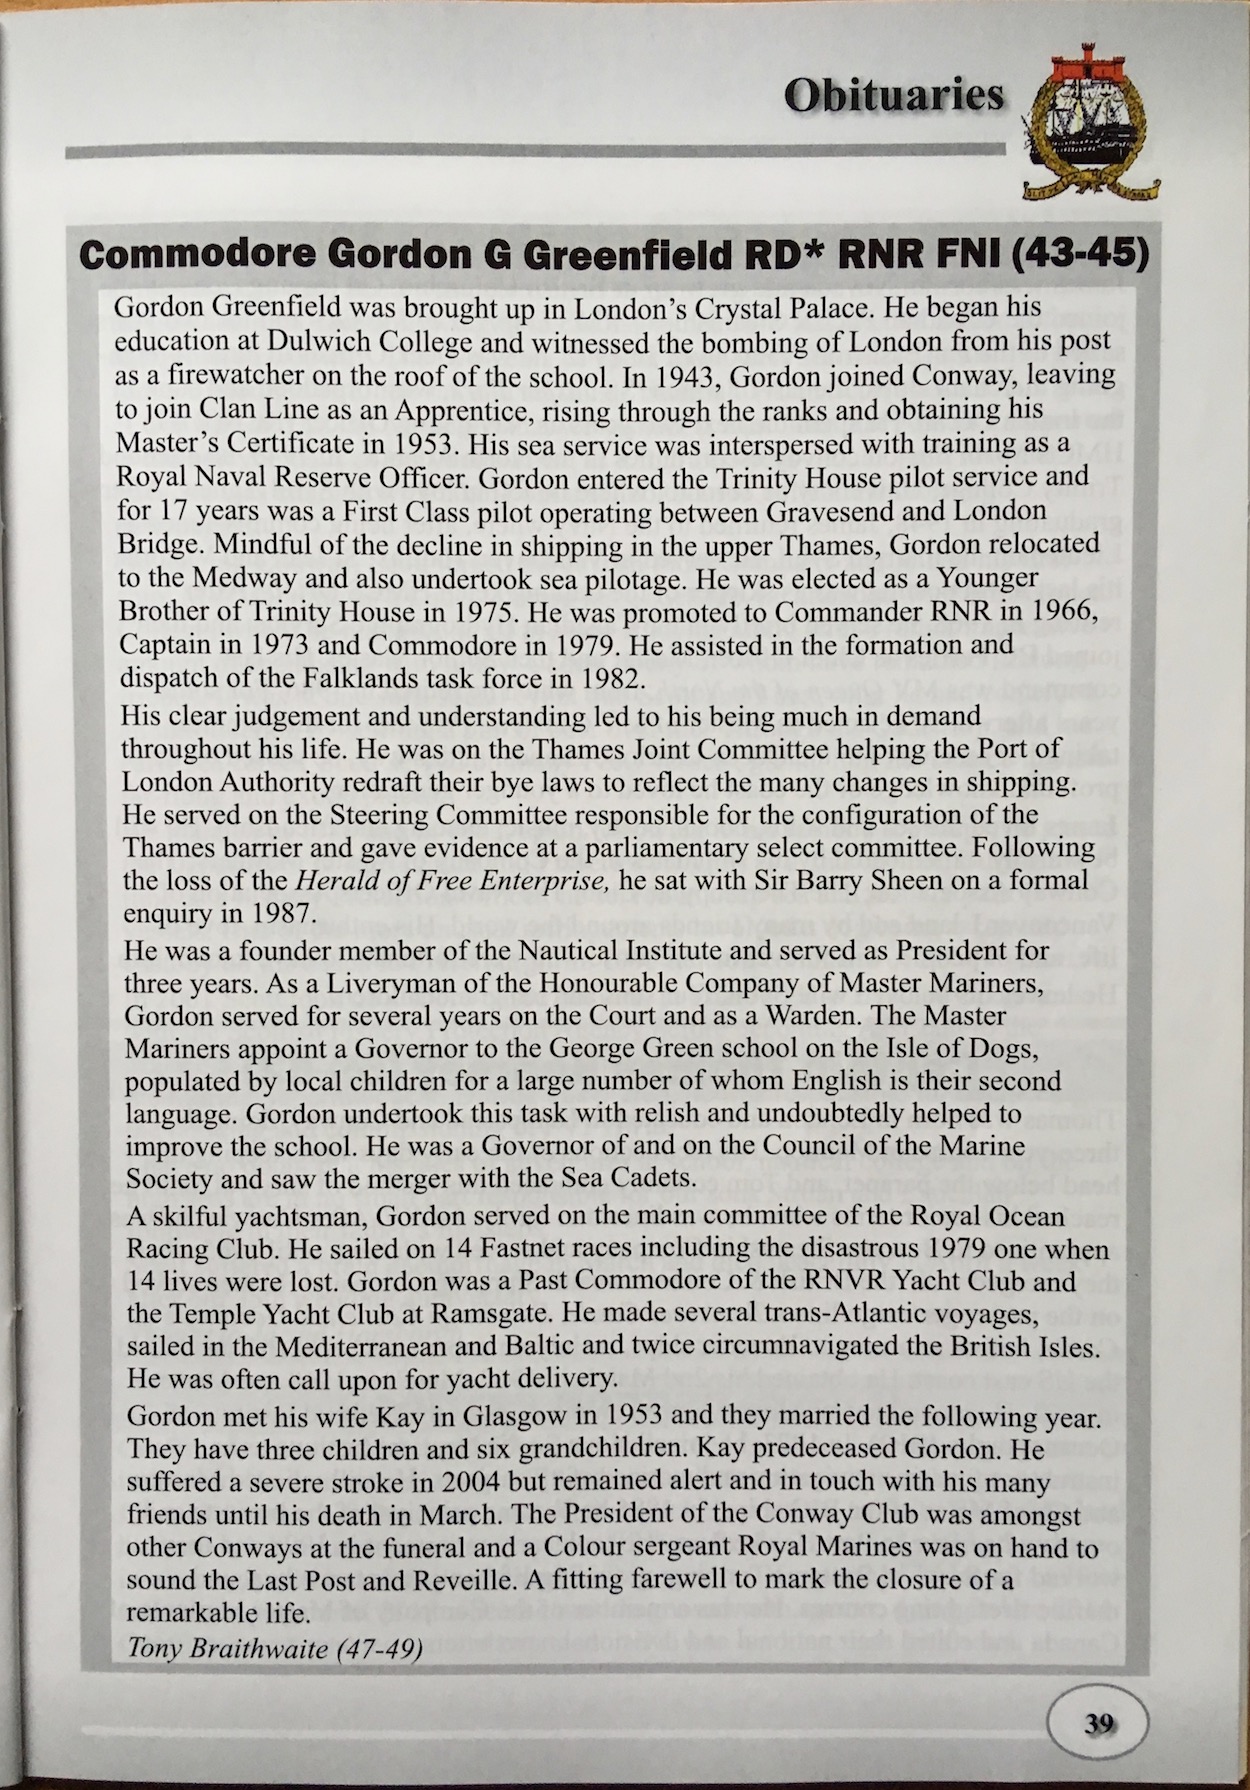 Obituaries
Commodore Gordon G Greenfield RD* RNR FNI (43-45)
Gordon Greenfield was brought up in London's Crystal Palace. He began his
education at Dulwich College and witnessed the bombing of London from his post
as a firewatcher on the roof of the school. In 1943, Gordon joined Conway, leaving
to join Clan Line as an Apprentice, rising through the ranks and obtaining his
Master's Certificate in 1953. His sea service was interspersed with training as a
Royal Naval Reserve Officer. Gordon entered the Trinity House pilot service and
for 17 years was a First Class pilot operating between Gravesend and London
Bridge. Mindful of the decline in shipping in the upper Thames, Gordon relocated
to the Medway and also undertook sea pilotage. He was elected as a Younger
Brother of Trinity House in 1975. He was promoted to Commander RNR in 1966,
Captain in 1973 and Commodore in 1979. He assisted in the formation and
dispatch of the Falklands task force in 1982.
His clear judgement and understanding led to his being much in demand
throughout his life. He was on the Thames Joint Committee helping the Port of
London Authority redraft their bye laws to reflect the many changes in shipping.
He served on the Steering Committee responsible for the configuration of the
Thames barrier and gave evidence at a parliamentary select committee. Following
the loss of the Herald of Free Enterprise, he sat with Sir Barry Sheen on a formal
enquiry in 1987.
He was a founder member of the Nautical Institute and served as President for
three years. As a Liveryman of the Honourable Company of Master Mariners,
Gordon served for several years on the Court and as a Warden. The Master
Mariners appoint a Governor to the George Green school on the Isle of Dogs,
populated by local children for a large number of whom English is their second
language. Gordon undertook this task with relish and undoubtedly helped to
improve the school. He was a Governor of and on the Council of the Marine
Society and saw the merger with the Sea Cadets.
A skilful yachtsman, Gordon served on the main committee of the Royal Ocean
Racing Club. He sailed on 14 Fastnet races including the disastrous 1979 one when
14 lives were lost. Gordon was a Past Commodore of the RNVR Yacht Club and
the Temple Yacht Club at Ramsgate. He made several trans-Atlantic voyages,
sailed in the Mediterranean and Baltic and twice circumnavigated the British Isles.
He was often call upon for yacht delivery.
Gordon met his wife Kay in Glasgow in 1953 and they married the following year.
They have three children and six grandchildren. Kay predeceased Gordon. He
suffered a severe stroke in 2004 but remained alert and in touch with his many
friends until his death in March. The President of the Conway Club was amongst
other Conways at the funeral and a Colour sergeant Royal Marines was on hand to
sound the Last Post and Reveille. A fitting farewell to mark the closure of a
remarkable life.
Tony Braithwaite (47-49)
39